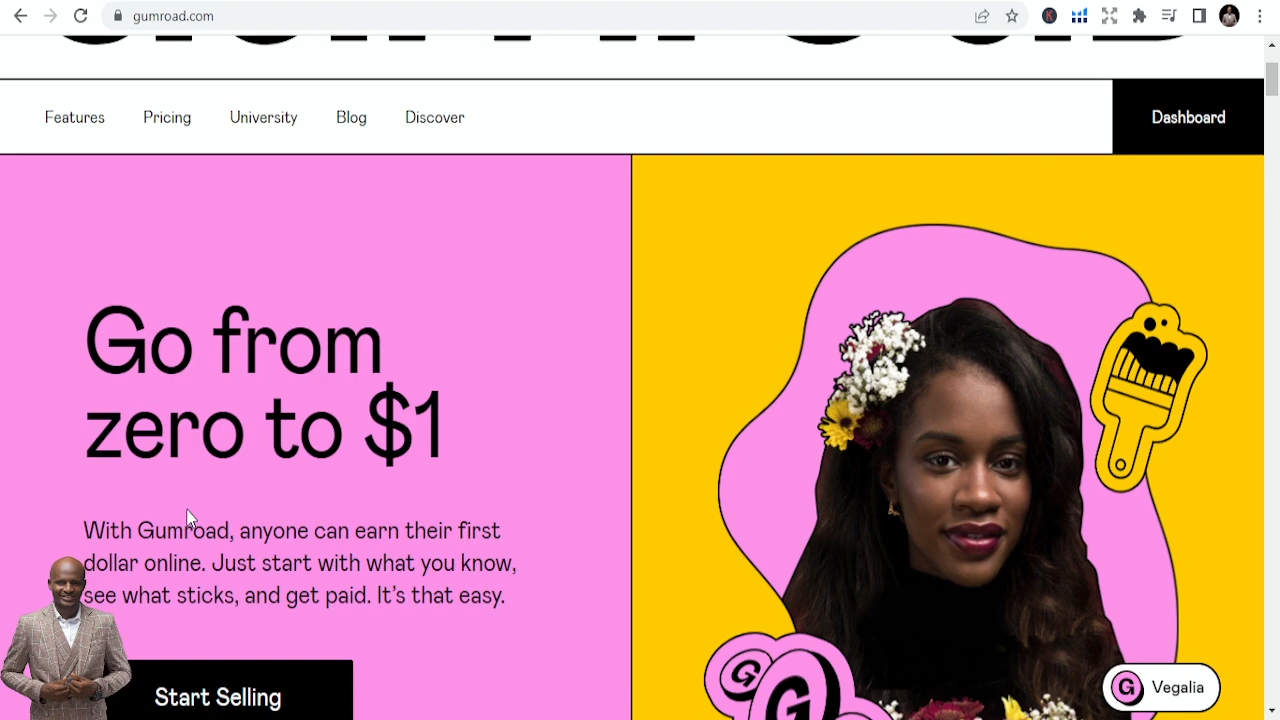 gumroad.com
Features Pricing University Blog Discover Dashboard
Go from
zero to $1
With Gumroad, anyone can earn their first
dollar online. Just start with what you know,
see what sticks, and get paid. It's that easy.
Start Selling
G
G
G Vegalia